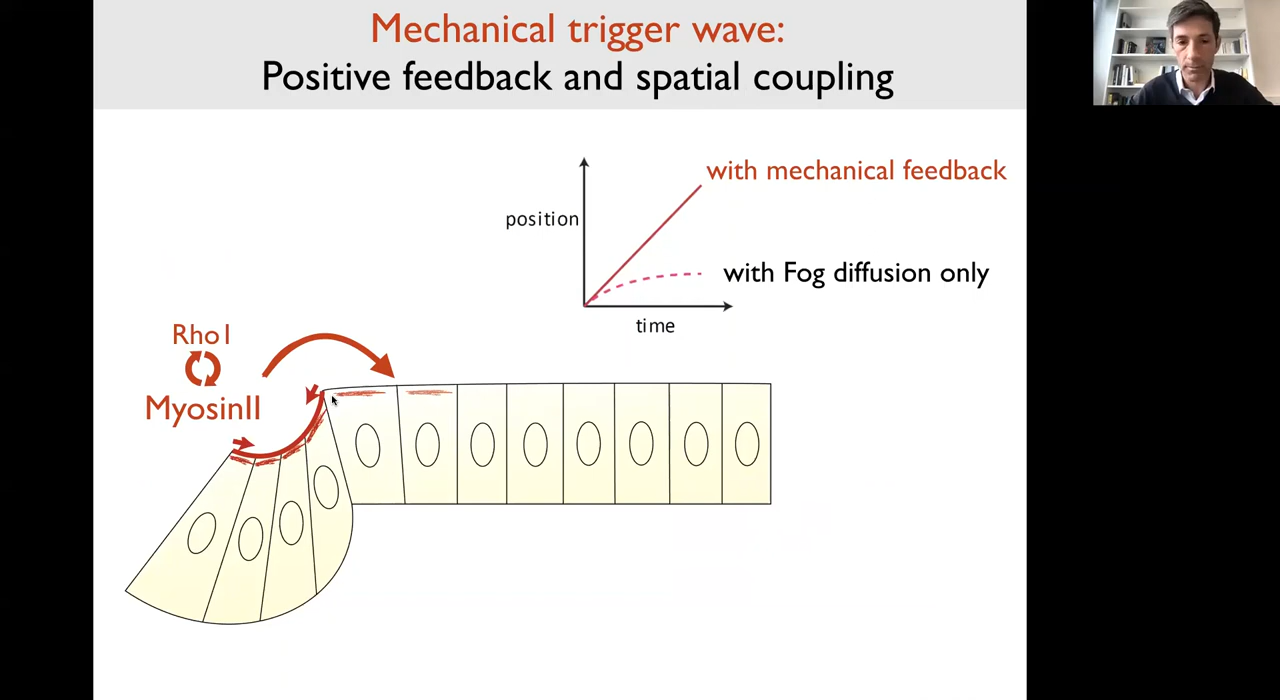 Mechanical trigger wave:
Positive feedback and spatial coupling
with mechanical feedback
position
with Fog diffusion only
time
Rho1
MyosinII